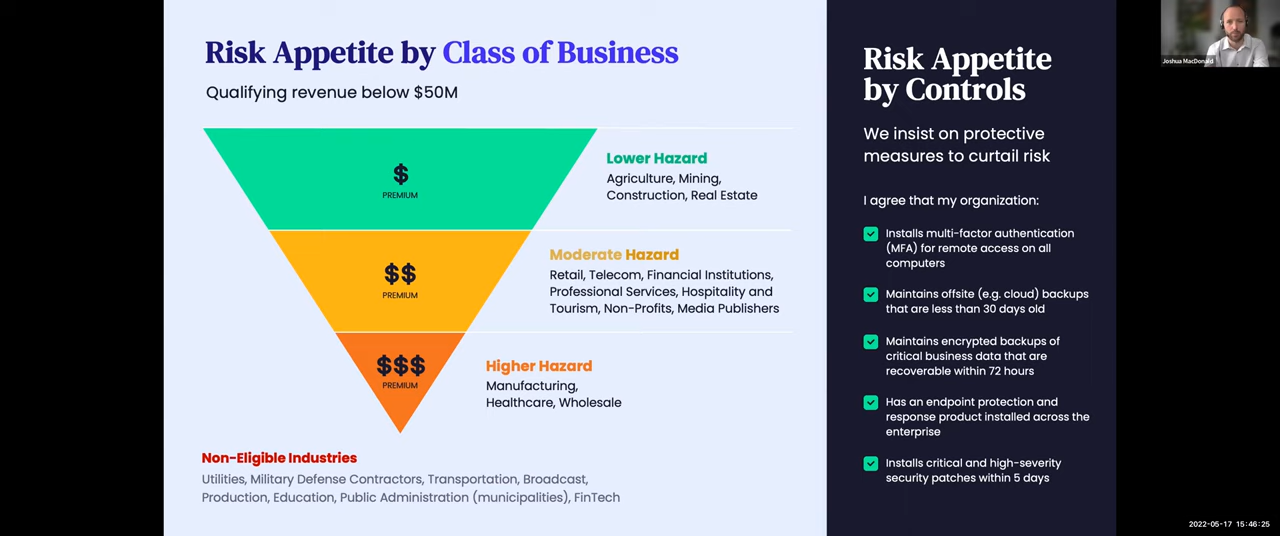 Risk Appetite by Class of Business
Qualifying revenue below $50M
$
PREMIUM
Lower Hazard
Agriculture, Mining,
Construction, Real Estate
$$
PREMIUM
Moderate Hazard
Retail, Telecom, Financial Institutions,
Professional Services, Hospitality and
Tourism, Non-Profits, Media Publishers
$$$
PREMIUM
Higher Hazard
Manufacturing,
Healthcare, Wholesale
Non-Eligible Industries
Utilities, Military Defense Contractors, Transportation, Broadcast,
Production, Education, Public Administration (municipalities), FinTech
Risk Appetite
by Controls
We insist on protective
measures to curtail risk
I agree that my organization:
Installs multi-factor authentication
(MFA) for remote access on all
computers
Maintains offsite (e.g. cloud) backups
that are less than 30 days old
Maintains encrypted backups of
critical business data that are
recoverable within 72 hours
Has an endpoint protection and
response product installed across the
enterprise
Installs critical and high-severity
security patches within 5 days
Joshua MacDonald
2022-05-17 15:46:25